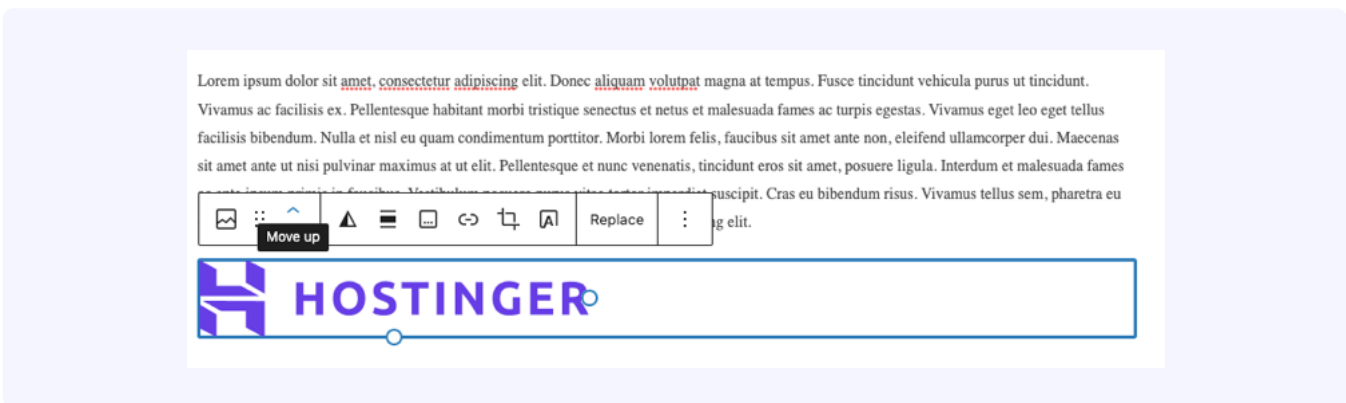 Lorem ipsum dolor sit amet, consectetur adipiscing elit. Donec aliquam volutpat magna at tempus. Fusce tincidunt vehicula purus ut tincidunt.
Vivamus ac facilisis ex. Pellentesque habitant morbi tristique senectus et netus et malesuada fames ac turpis egestas. Vivamus eget leo eget tellus
facilisis bibendum. Nulla et nisl eu quam condimentum porttitor. Morbi lorem felis, faucibus sit amet ante non, eleifend ullamcorper dui. Maecenas
sit amet ante ut nisi pulvinar maximus at ut elit. Pellentesque et nunc venenatis, tincidunt eros sit amet, posuere ligula. Interdum et malesuada fames
suscipit. Cras eu bibendum risus. Vivamus tellus sem, pharetra eu
elit.
Replace
Move up
HOSTINGER